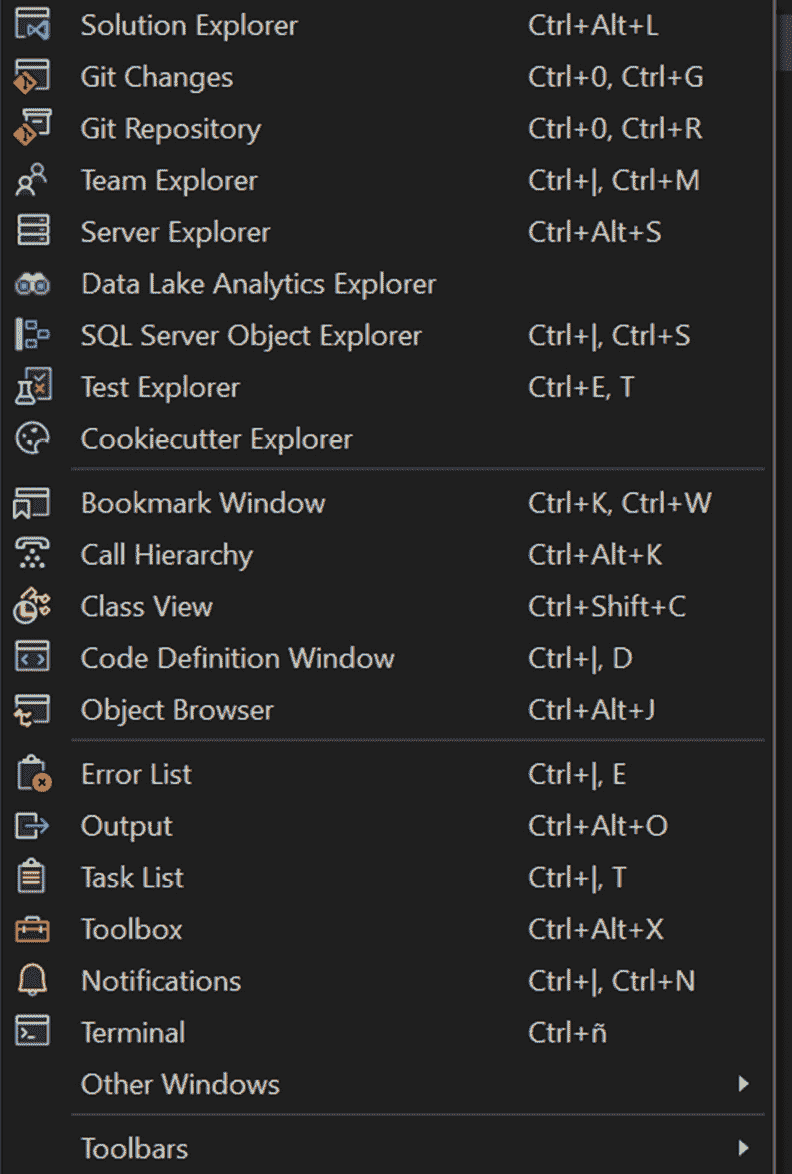 Solution Explorer Ctrl+Alt+L
Git Changes Ctrl+0, Ctrl+G
Git Repository Ctrl+0, Ctrl+R
Team Explorer Ctrl+|, Ctrl+M
Server Explorer Ctrl+Alt+S
Data Lake Analytics Explorer
SQL Server Object Explorer Ctrl+|, Ctrl+S
Test Explorer Ctrl+E, T
Cookiecutter Explorer
Bookmark Window Ctrl+K, Ctrl+W
Call Hierarchy Ctrl+Alt+K
Class View Ctrl+Shift+C
Code Definition Window Ctrl+|, D
Object Browser Ctrl+Alt+J
Error List Ctrl+|, E
Output Ctrl+Alt+O
Task List Ctrl+|, T
Toolbox Ctrl+Alt+X
Notifications Ctrl+|, Ctrl+N
Terminal Ctrl+ñ
Other Windows
Toolbars